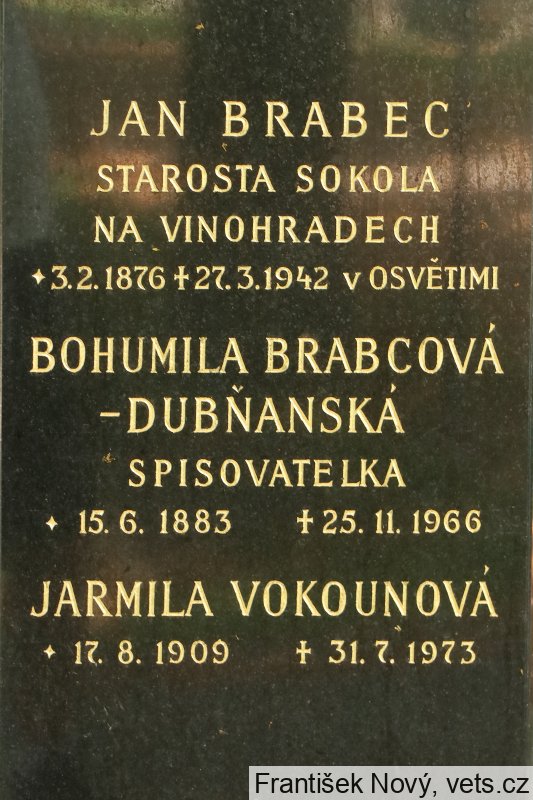 JAN BRABEC
STAROSTA SOKOLA
NA VINOHRADECH
✦3.2.1876 ✝27.3.1942 v OSVĚTIMI
BOHUMILA BRABCOVÁ
–DUBŇANSKÁ
SPISOVATELKA
✦ 15.6.1883 ✝25.11.1966
JARMILA VOKOUNOVÁ
✦ 17.8.1909 ✝ 31.7.1973
František Nový, vets.cz